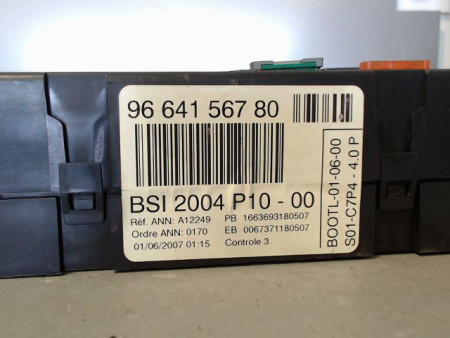 96 641 567 80
BSI 2004 P10 - 00
Réf. ANN: A12249 PB 1663693180507
Ordre ANN: 0170 EB 0067371180507
01/06/2007 01:15 Controle 3
BOOTL-01-06-00
S01-C7P4 - 4.0 P